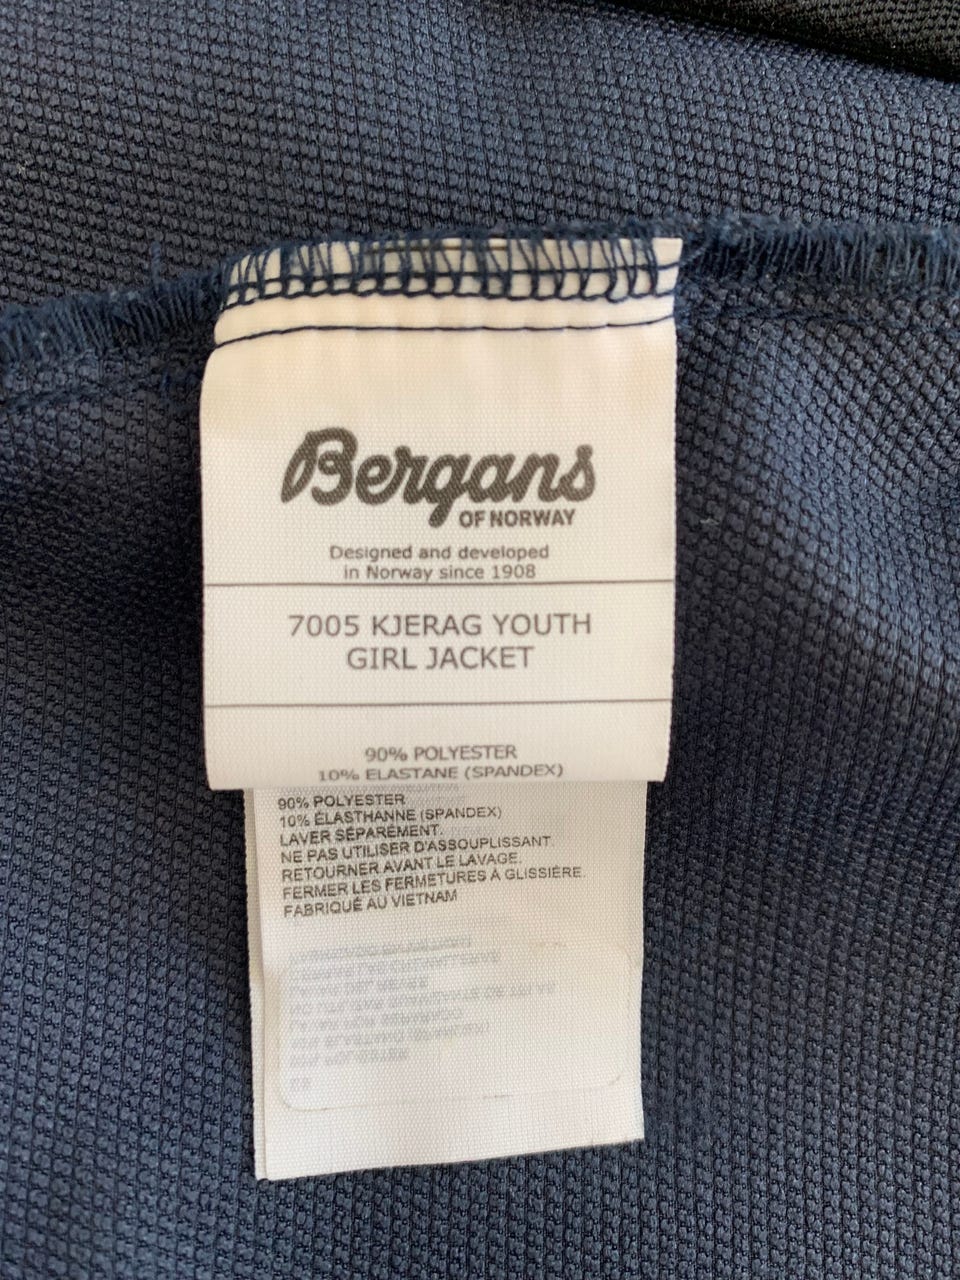 Bergans
OF NORWAY
Designed and developed
in Norway since 1908
7005 KJERAG YOUTH
GIRL JACKET
90% POLYESTER
10% ELASTANE (SPANDEX)
90% POLYESTER
10% ÉLASTHANNE (SPANDEX)
LAVER SÉPARÉMENT.
NE PAS UTILISER D'ASSOUPLISSANT.
RETOURNER AVANT LE LAVAGE.
FERMER LES FERMETURES À GLISSIÈRE.
FABRIQUÉ AU VIETNAM